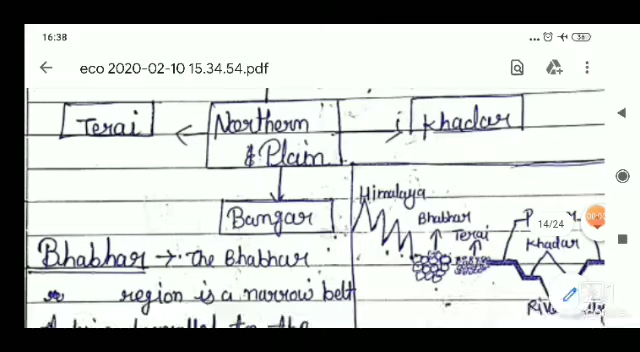 16:38
... 36
eco 2020-02-10 15.34.54.pdf
Terai
Northern
Plain
Khadar
Bangar
Himalaya
Bhabhar
Terai
14/24
Khadar
Bhabhar → The Bhabhar
region is a narrow belt